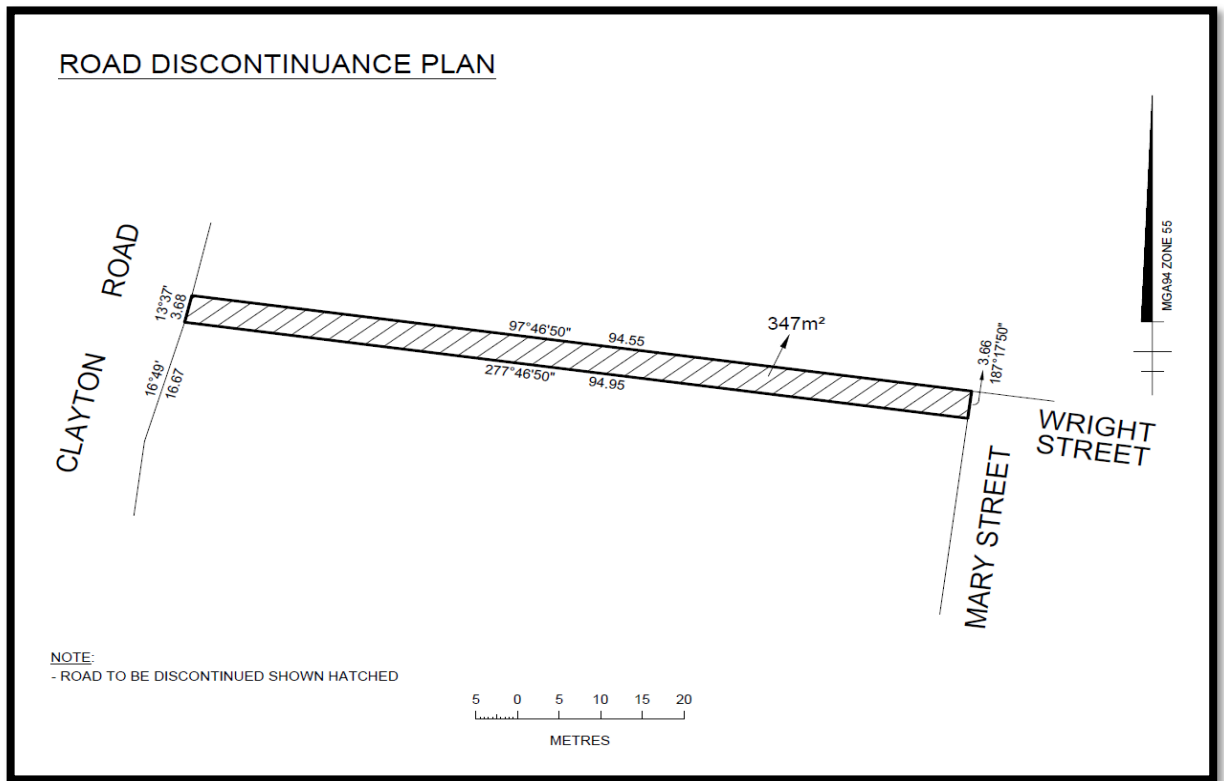 ROAD DISCONTINUANCE PLAN
MGA94 ZONE 55
CLAYTON ROAD
13°37'
3.68
97°46'50" 94.55
347m²
3.66
187°17'50"
277°46'50" 94.95
16°49'
16.67
WRIGHT
STREET
MARY STREET
NOTE:
- ROAD TO BE DISCONTINUED SHOWN HATCHED
5 0 5 10 15 20
METRES